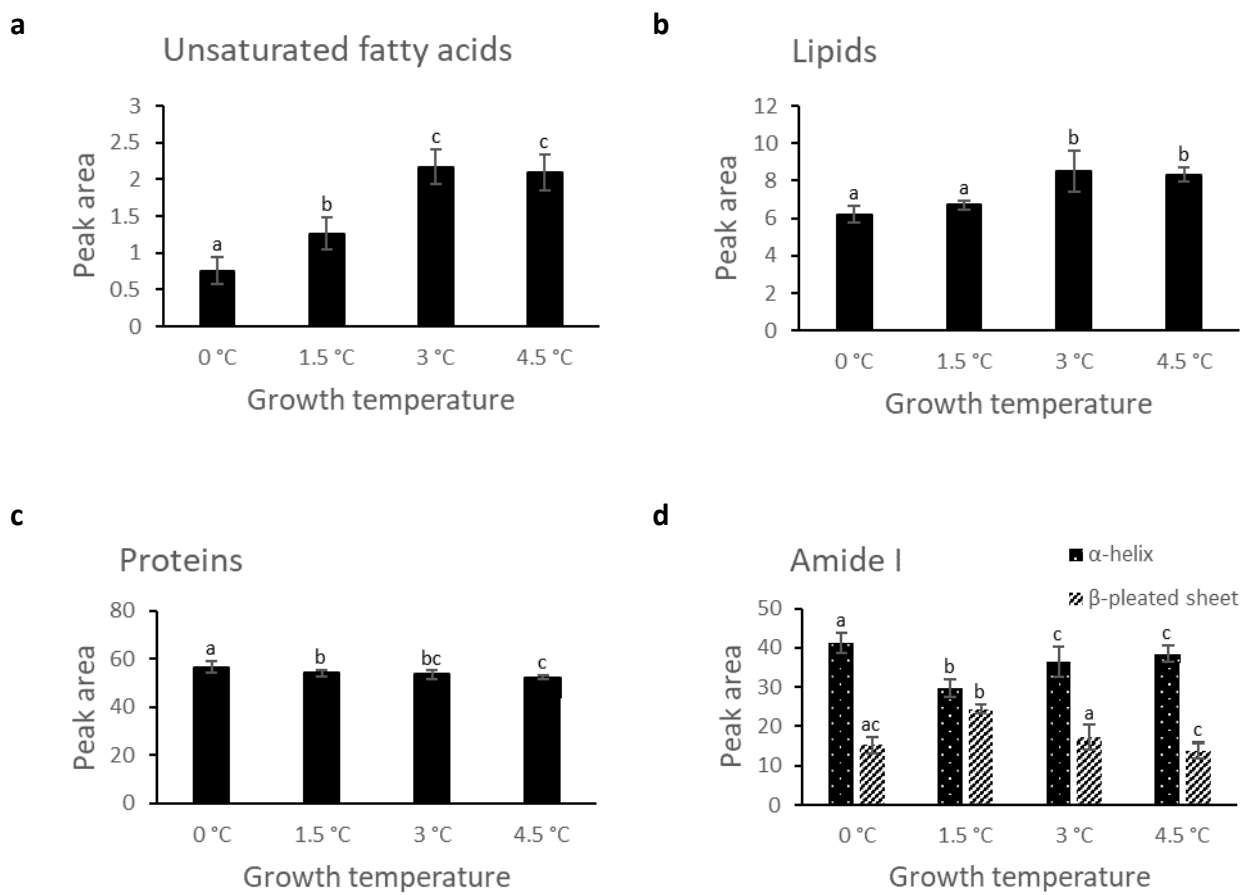 a
Unsaturated fatty acids
3
2.5
2
1.5
1
0.5
0
Peak area
a
b
c
c
0 °C 1.5 °C 3 °C 4.5 °C
Growth temperature
b
Lipids
12
10
8
6
4
2
0
Peak area
a
a
b
b
0 °C 1.5 °C 3 °C 4.5 °C
Growth temperature
c
Proteins
80
60
40
20
0
Peak area
a
b
bc
c
0 °C 1.5 °C 3 °C 4.5 °C
Growth temperature
d
Amide I
α-helix
β-pleated sheet
50
40
30
20
10
0
Peak area
a
ac
b
b
c
a
c
c
0 °C 1.5 °C 3 °C 4.5 °C
Growth temperature